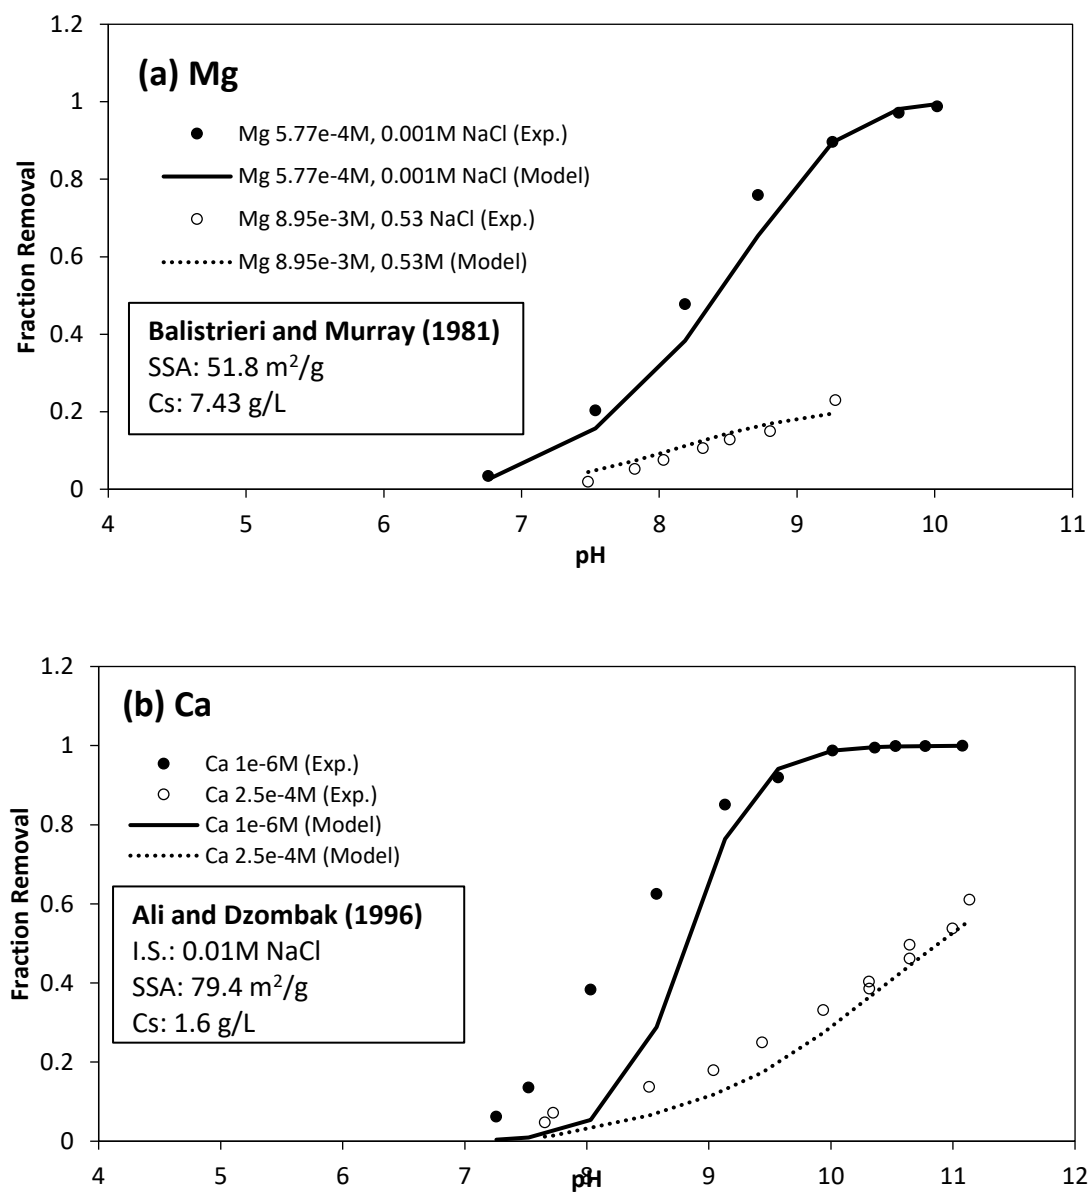 1.2
1
0.8
0.6
0.4
0.2
0
Fraction Removal
(a) Mg
Mg 5.77e-4M, 0.001M NaCl (Exp.)
Mg 5.77e-4M, 0.001M NaCl (Model)
Mg 8.95e-3M, 0.53 NaCl (Exp.)
Mg 8.95e-3M, 0.53M (Model)
Balistrieri and Murray (1981)
SSA: 51.8 m²/g
Cs: 7.43 g/L
4 5 6 7 8 9 10 11
pH
1.2
1
0.8
0.6
0.4
0.2
0
Fraction Removal
(b) Ca
Ca 1e-6M (Exp.)
Ca 2.5e-4M (Exp.)
Ca 1e-6M (Model)
Ca 2.5e-4M (Model)
Ali and Dzombak (1996)
I.S.: 0.01M NaCl
SSA: 79.4 m²/g
Cs: 1.6 g/L
4 5 6 7 8 9 10 11 12
pH